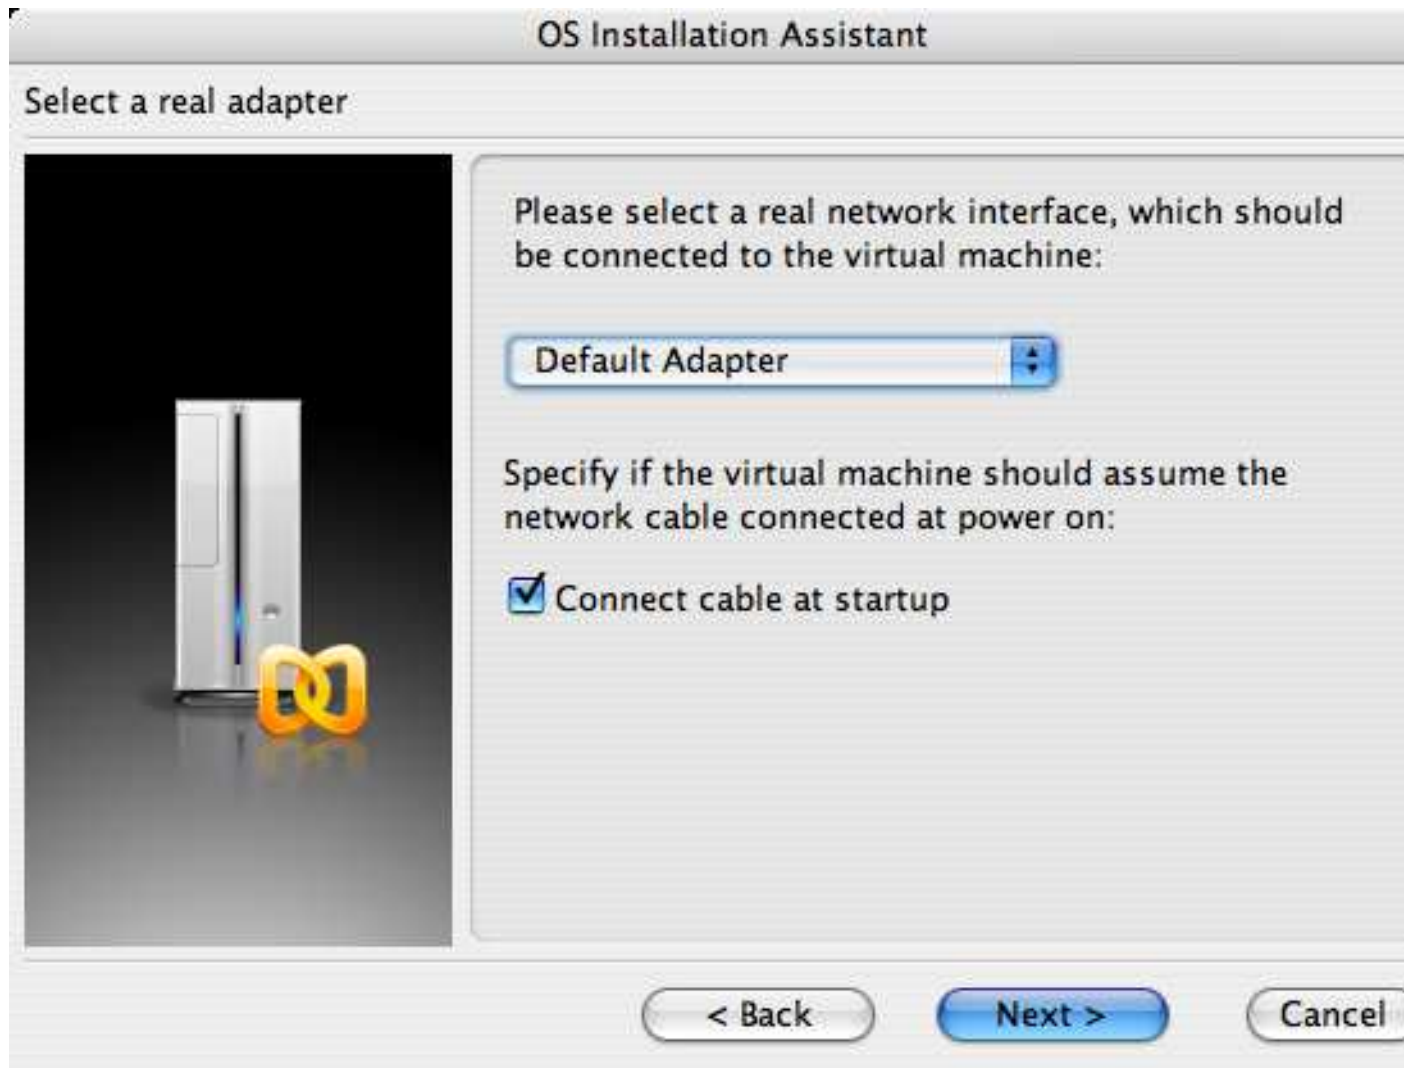 OS Installation Assistant
Select a real adapter
Please select a real network interface, which should
be connected to the virtual machine:
Default Adapter
Specify if the virtual machine should assume the
network cable connected at power on:
Connect cable at startup
< Back
Next >
Cancel